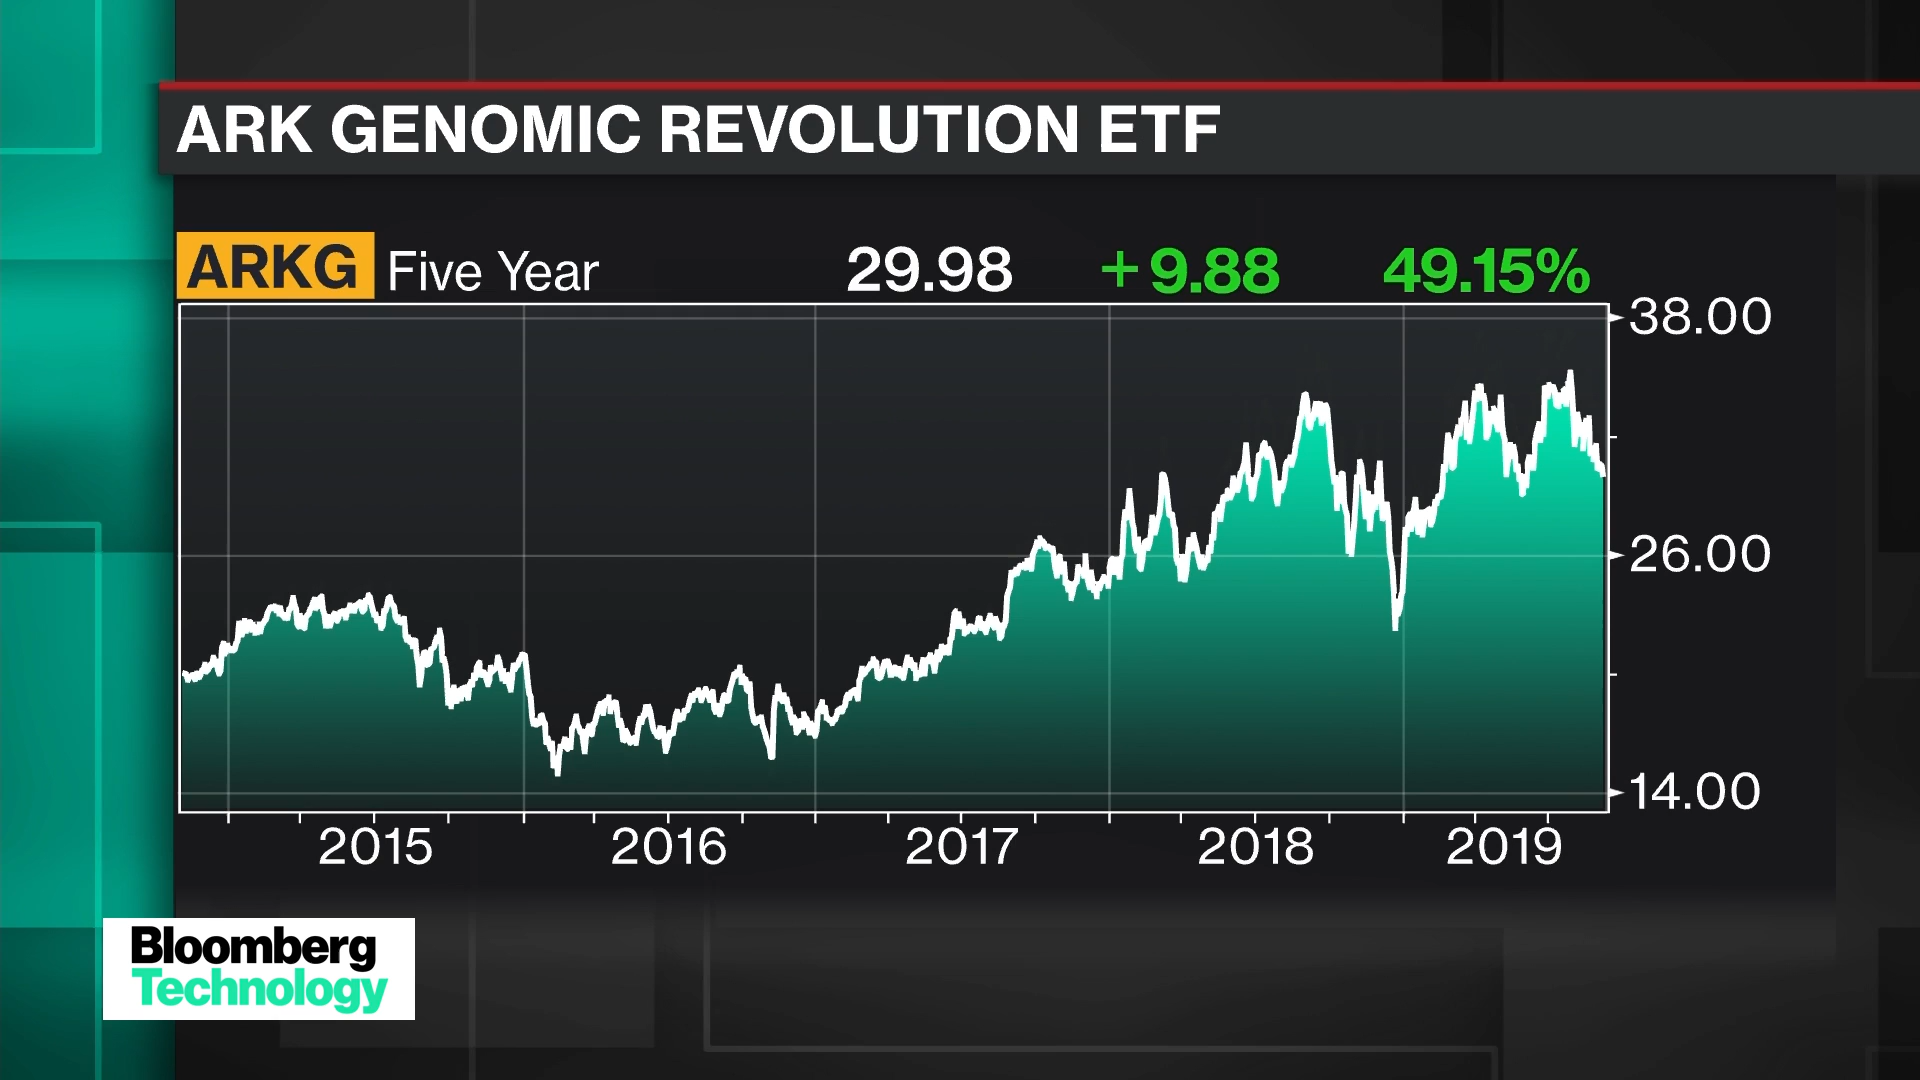 ARK GENOMIC REVOLUTION ETF
ARKG Five Year 29.98 +9.88 49.15%
38.00
26.00
14.00
2015 2016 2017 2018 2019
Bloomberg
Technology